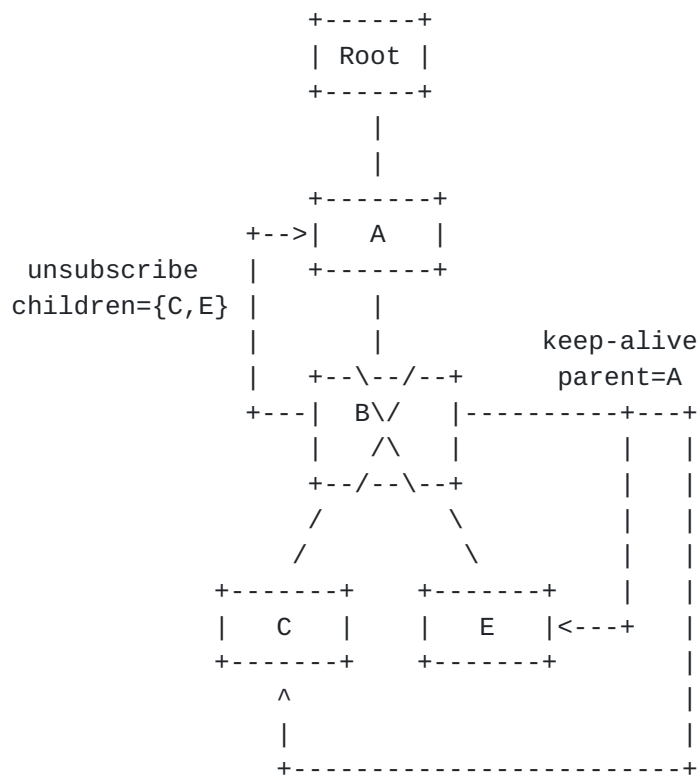 Root
A
unsubscribe
children={C,E}
keep-alive
parent=A
B
C
E